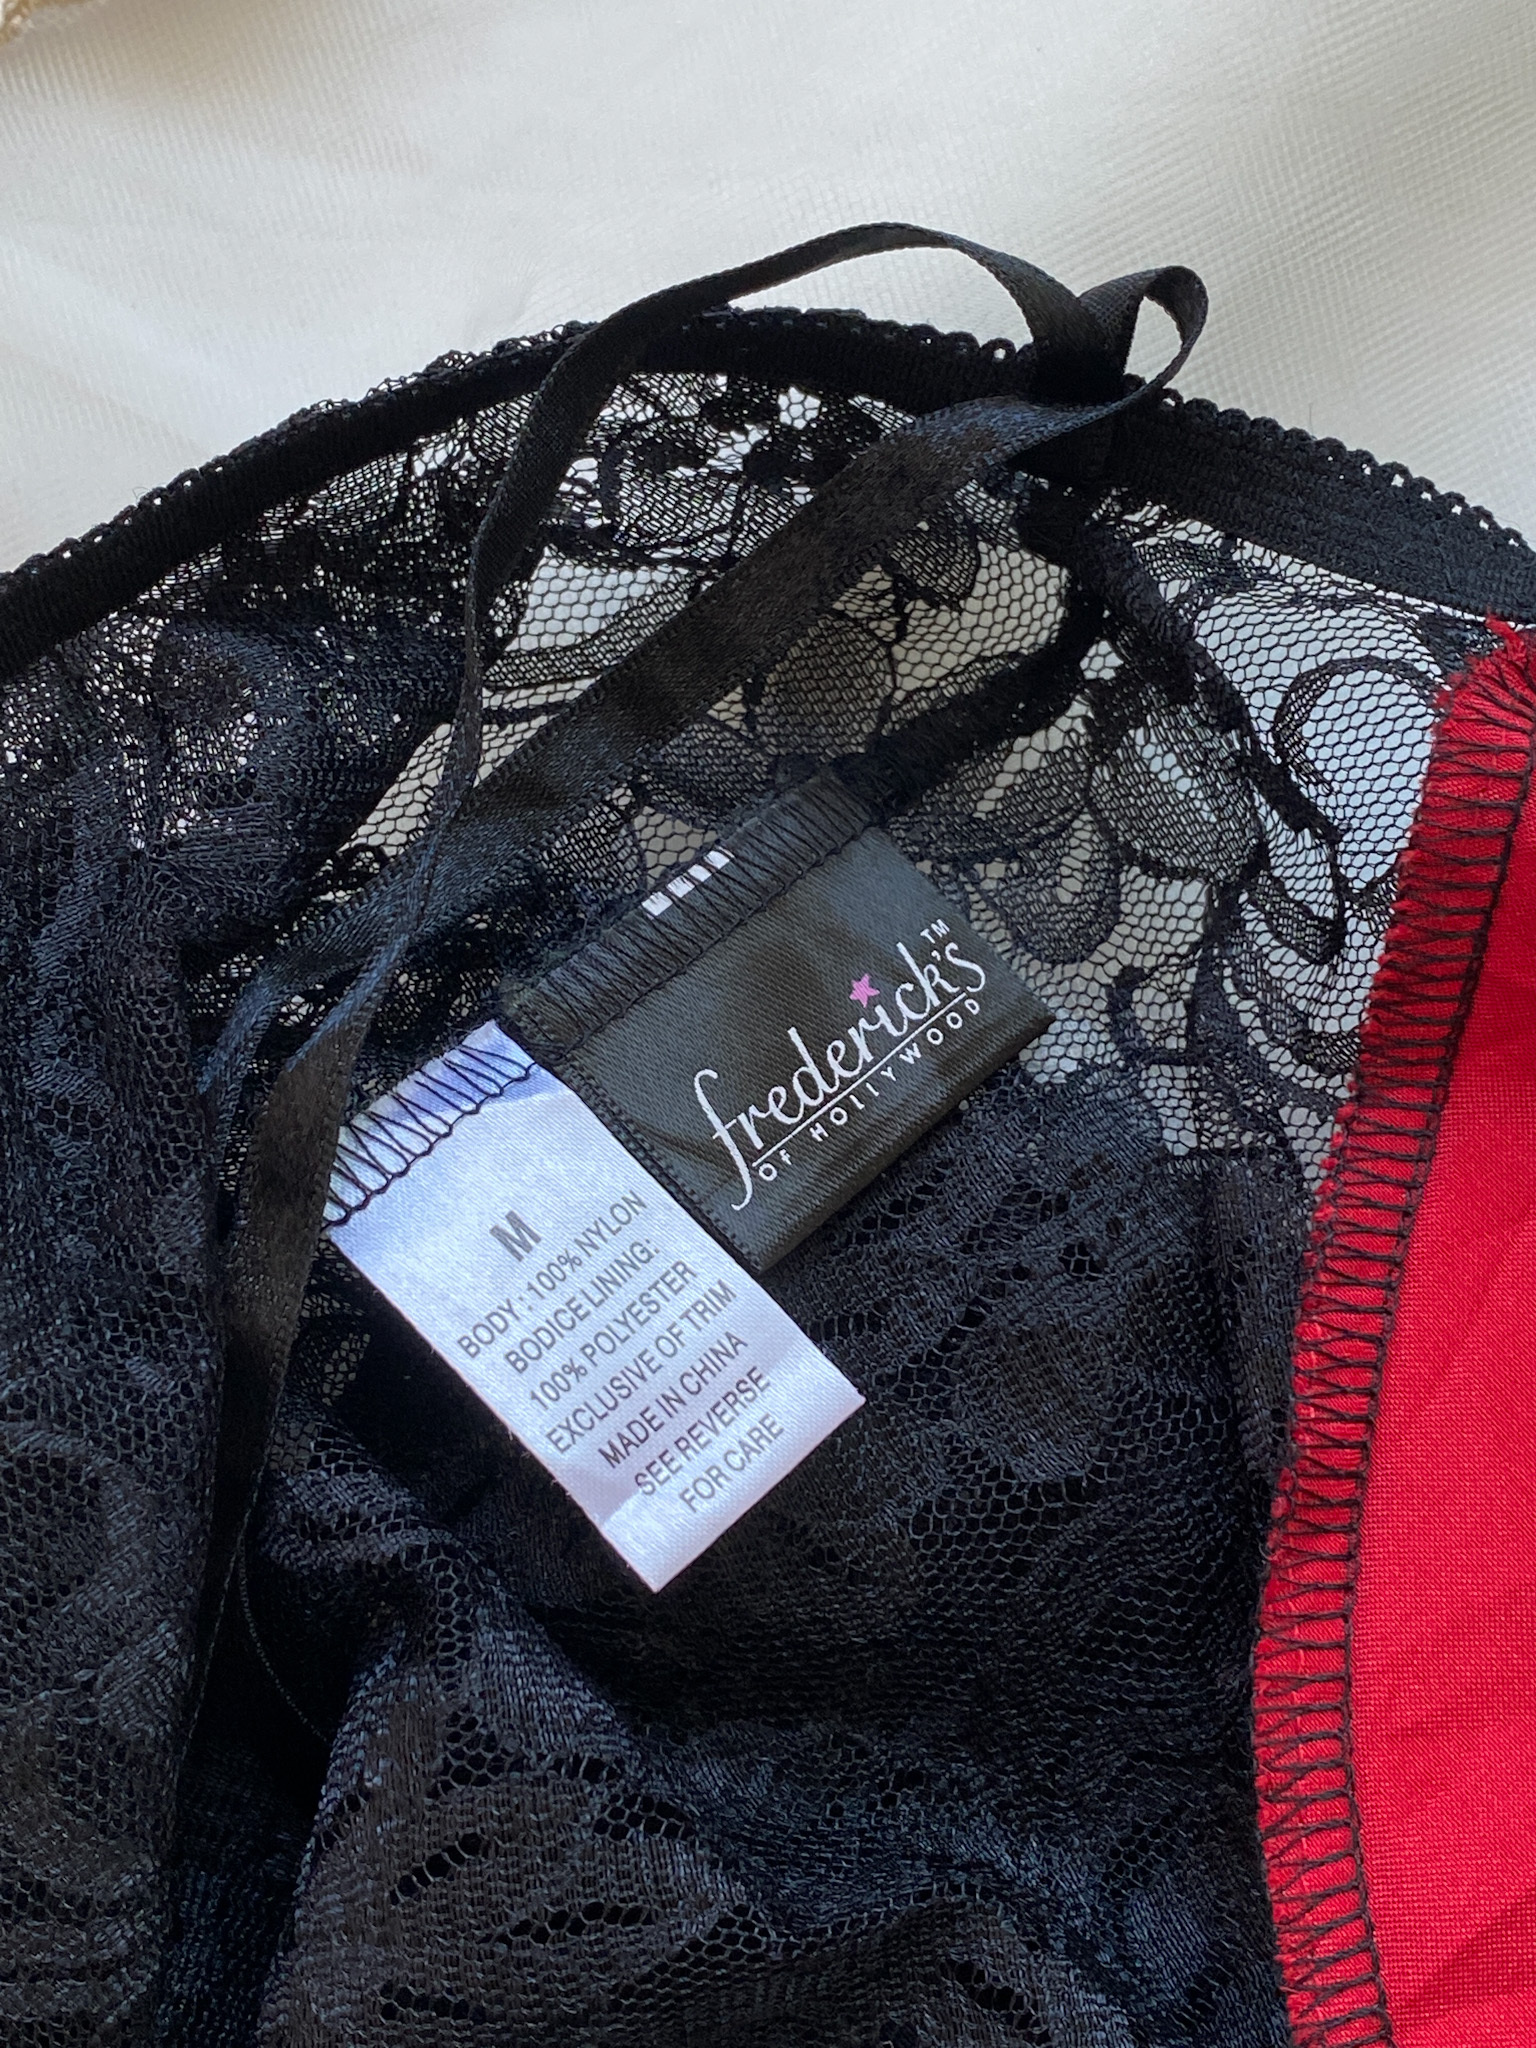 frederick's™
OF HOLLYWOOD
M
BODY: 100% NYLON
BODICE LINING:
100% POLYESTER
EXCLUSIVE OF TRIM
MADE IN CHINA
SEE REVERSE
FOR CARE